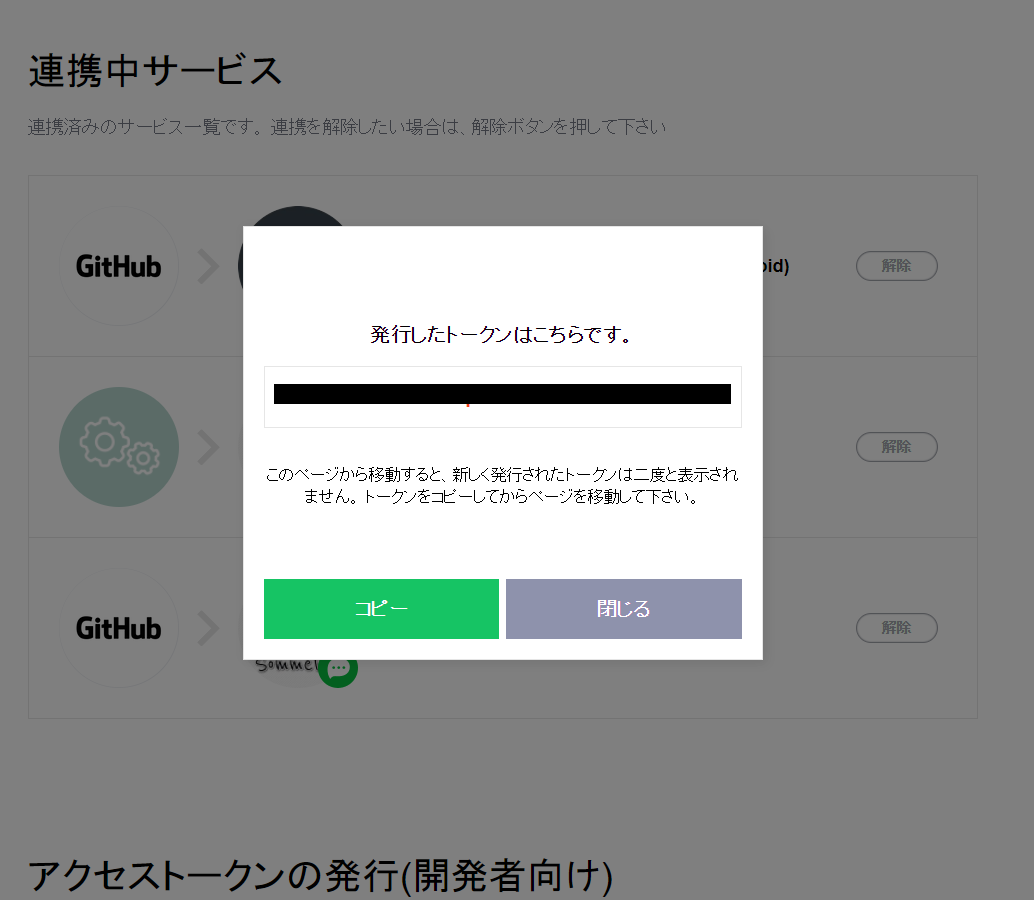 連携中サービス
連携済みのサービス一覧です。連携を解除したい場合は、解除ボタンを押して下さい
GitHub
oid)
解除
発行したトークンはこちらです。
解除
このページから移動すると、新しく発行されたトークンは二度と表示され
ません。トークンをコピーしてからページを移動して下さい。
コピー
閉じる
GitHub
解除
アクセストークンの発行(開発者向け)